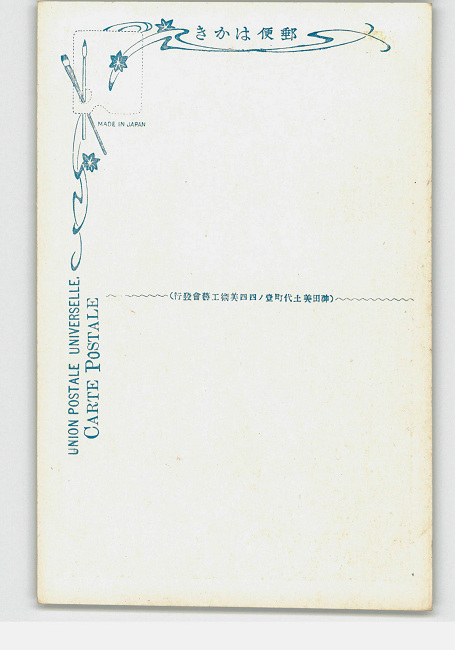 郵便はかき
MADE IN JAPAN
UNION POSTALE UNIVERSELLE.
CARTE POSTALE
(神田美土代町壹ノ四四美術工藝會發行)